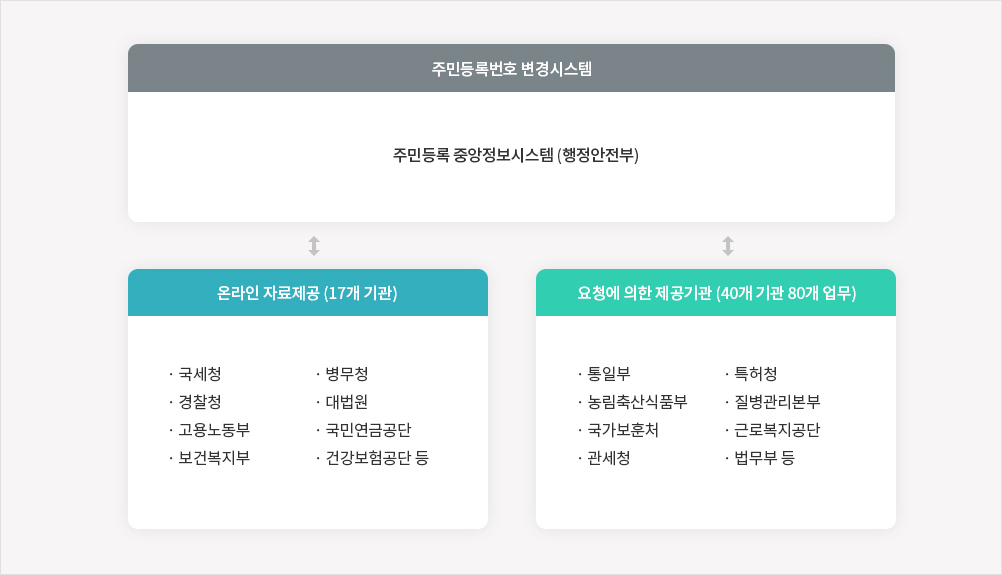 주민등록번호 변경시스템
주민등록 중앙정보시스템 (행정안전부)
온라인 자료제공 (17개 기관)
· 국세청
· 경찰청
· 고용노동부
· 보건복지부
· 병무청
· 대법원
· 국민연금공단
· 건강보험공단 등
요청에 의한 제공기관 (40개 기관 80개 업무)
· 통일부
· 농림축산식품부
· 국가보훈처
· 관세청
· 특허청
· 질병관리본부
· 근로복지공단
· 법무부 등